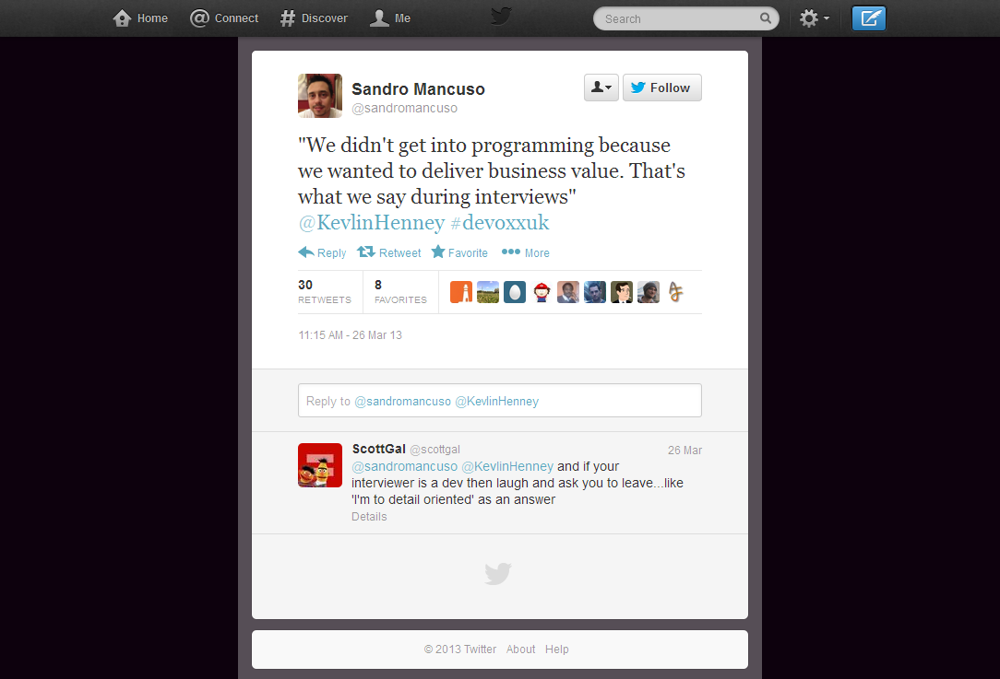 Home
Connect
Discover
Me
Search
Sandro Mancuso
@sandromancuso
Follow
"We didn't get into programming because
we wanted to deliver business value. That's
what we say during interviews"
@KevlinHenney #devoxxuk
Reply Retweet Favorite More
30 8
RETWEETS FAVORITES
11:15 AM - 26 Mar 13
Reply to @sandromancuso @KevlinHenney
ScottGal @scottgal 26 Mar
@sandromancuso @KevlinHenney and if your
interviewer is a dev then laugh and ask you to leave...like
'I'm to detail oriented' as an answer
Details
© 2013 Twitter About Help